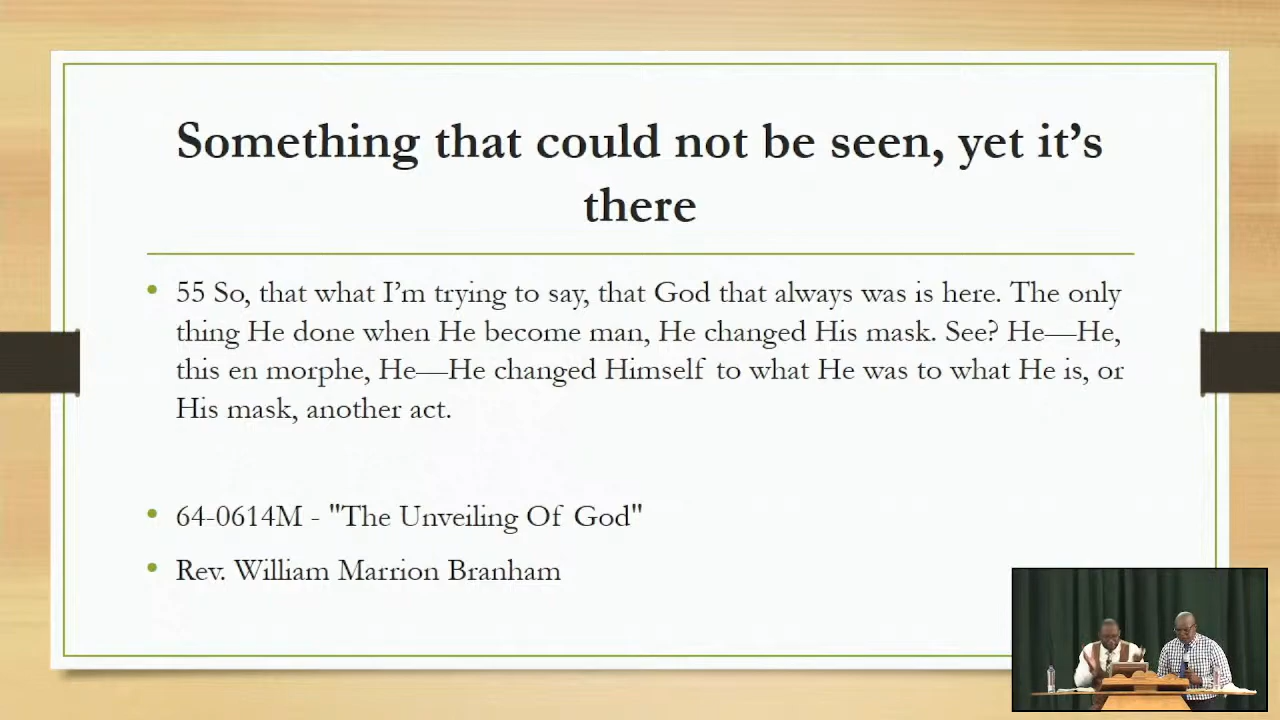 Something that could not be seen, yet it’s
there
• 55 So, that what I’m trying to say, that God that always was is here. The only
thing He done when He become man, He changed His mask. See? He—He,
this en morphe, He—He changed Himself to what He was to what He is, or
His mask, another act.
• 64-0614M - "The Unveiling Of God"
• Rev. William Marrion Branham